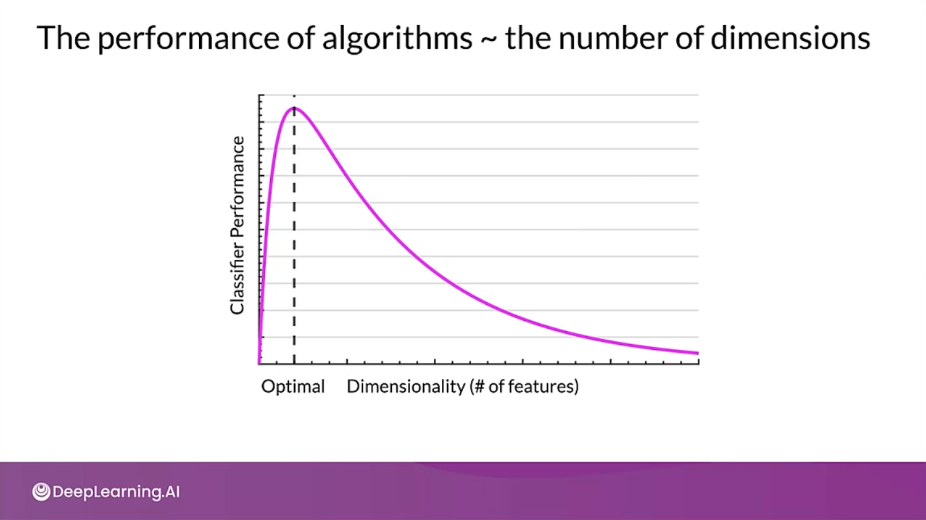 The performance of algorithms ~ the number of dimensions
Classifier Performance
Optimal Dimensionality (# of features)
DeepLearning.AI